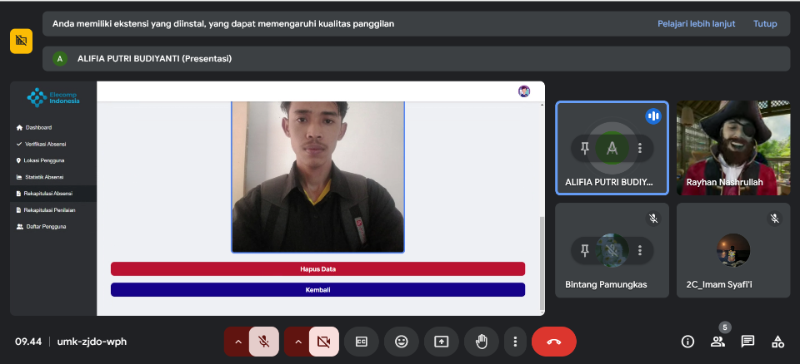 Anda memiliki ekstensi yang diinstal, yang dapat memengaruhi kualitas panggilan
Pelajari lebih lanjut
Tutup
A
ALIFIA PUTRI BUDIYANTI (Presentasi)
Elecomp
Indonesia
Dashboard
Verifikasi Absensi
Lokasi Pengguna
Statistik Absensi
Rekapitulasi Absensi
Rekapitulasi Penilaian
Daftar Pengguna
Hapus Data
Kembali
A
ALIFIA PUTRI BUDIY...
Rayhan Nashrullah
Bintang Pamungkas
2C_Imam Syafi'i
09.44 | umk-zjdo-wph
5